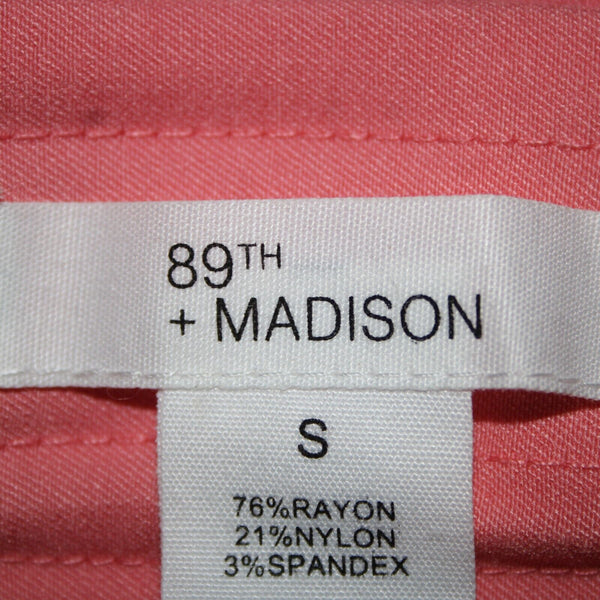 89TH
+ MADISON
S
76%RAYON
21%NYLON
3%SPANDEX